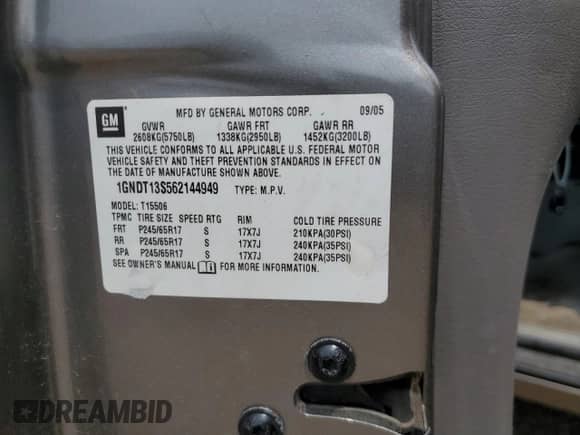 GM
MFD BY GENERAL MOTORS CORP. 09/05
GVWR GAWR FRT GAWR RR
2608KG(5750LB) 1338KG(2950LB) 1452KG(3200LB)
THIS VEHICLE CONFORMS TO ALL APPLICABLE U.S. FEDERAL MOTOR
VEHICLE SAFETY AND THEFT PREVENTION STANDARDS IN EFFECT ON
THE DATE OF MANUFACTURE SHOWN ABOVE.
1GNDT13S562144949 TYPE: M.P.V.
MODEL: T15506
TPMC TIRE SIZE SPEED RTG RIM COLD TIRE PRESSURE
FRT P245/65R17 S 17X7J 210KPA(30PSI)
RR P245/65R17 S 17X7J 240KPA(35PSI)
SPA P245/65R17 S 17X7J 240KPA(35PSI)
SEE OWNER'S MANUAL FOR MORE INFORMATION.
DREAMBID